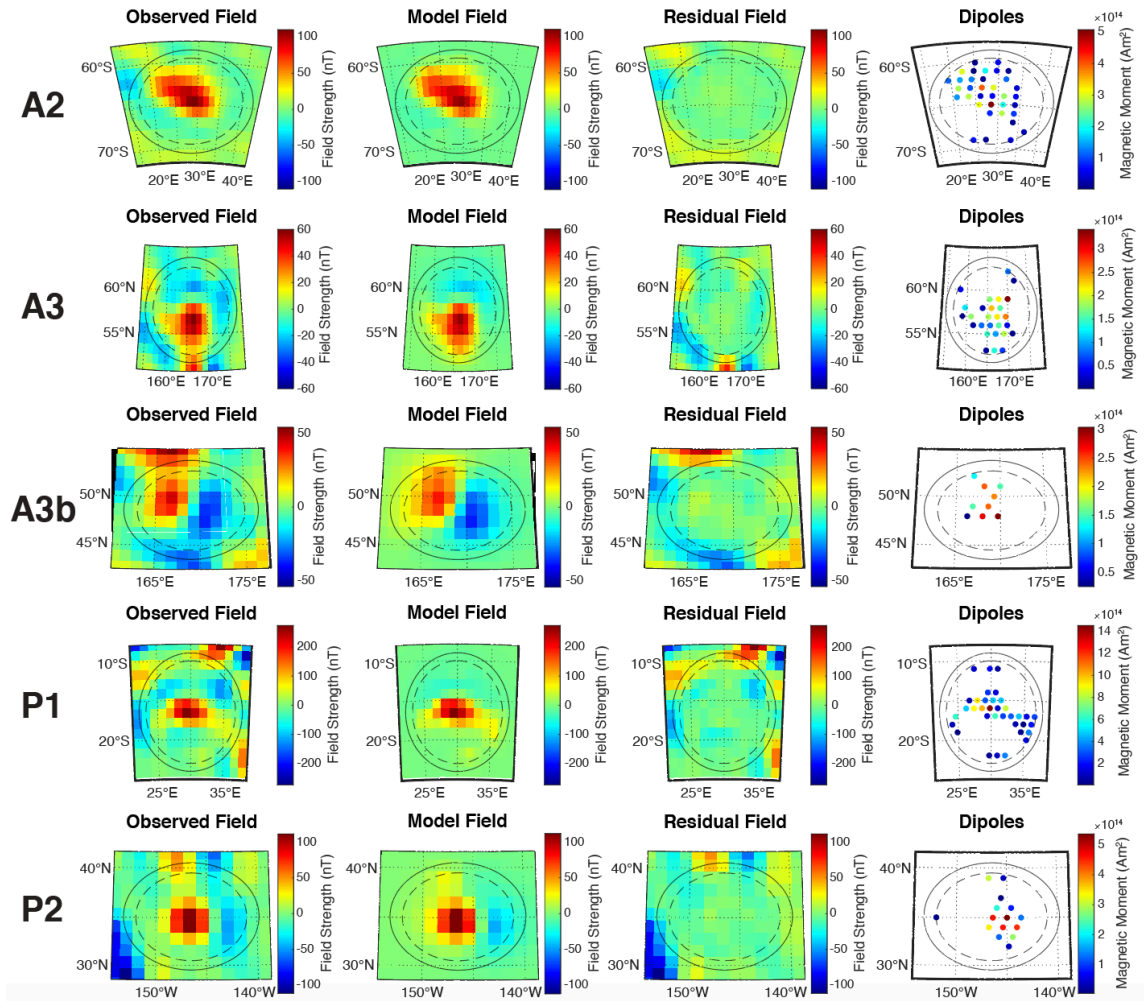 Observed Field Model Field Residual Field Dipoles
A2
60°S
70°S
20°E 30°E 40°E
100
50
0
-50
-100
Field Strength (nT)
60°S
70°S
20°E 30°E 40°E
100
50
0
-50
-100
Field Strength (nT)
60°S
70°S
20°E 30°E 40°E
100
50
0
-50
-100
Field Strength (nT)
60°S
70°S
20°E 30°E 40°E
×10¹⁴
5
4
3
2
1
Magnetic Moment (Am²)
Observed Field Model Field Residual Field Dipoles
A3
60°N
55°N
160°E 170°E
60
40
20
0
-20
-40
-60
Field Strength (nT)
60°N
55°N
160°E 170°E
60
40
20
0
-20
-40
-60
Field Strength (nT)
60°N
55°N
160°E 170°E
60
40
20
0
-20
-40
-60
Field Strength (nT)
60°N
55°N
160°E 170°E
×10¹⁴
3
2.5
2
1.5
1
0.5
Magnetic Moment (Am²)
Observed Field Model Field Residual Field Dipoles
A3b
50°N
45°N
165°E 175°E
50
0
-50
Field Strength (nT)
50°N
45°N
165°E 175°E
50
0
-50
Field Strength (nT)
50°N
45°N
165°E 175°E
50
0
-50
Field Strength (nT)
50°N
45°N
165°E 175°E
×10¹⁴
3
2.5
2
1.5
1
0.5
Magnetic Moment (Am²)
Observed Field Model Field Residual Field Dipoles
P1
10°S
20°S
25°E 35°E
200
100
0
-100
-200
Field Strength (nT)
10°S
20°S
25°E 35°E
200
100
0
-100
-200
Field Strength (nT)
10°S
20°S
25°E 35°E
200
100
0
-100
-200
Field Strength (nT)
10°S
20°S
25°E 35°E
×10¹⁴
14
12
10
8
6
4
2
Magnetic Moment (Am²)
Observed Field Model Field Residual Field Dipoles
P2
40°N
30°N
150°W 140°W
100
50
0
-50
-100
Field Strength (nT)
40°N
30°N
150°W 140°W
100
50
0
-50
-100
Field Strength (nT)
40°N
30°N
150°W 140°W
100
50
0
-50
-100
Field Strength (nT)
40°N
30°N
150°W 140°W
×10¹⁴
5
4
3
2
1
Magnetic Moment (Am²)